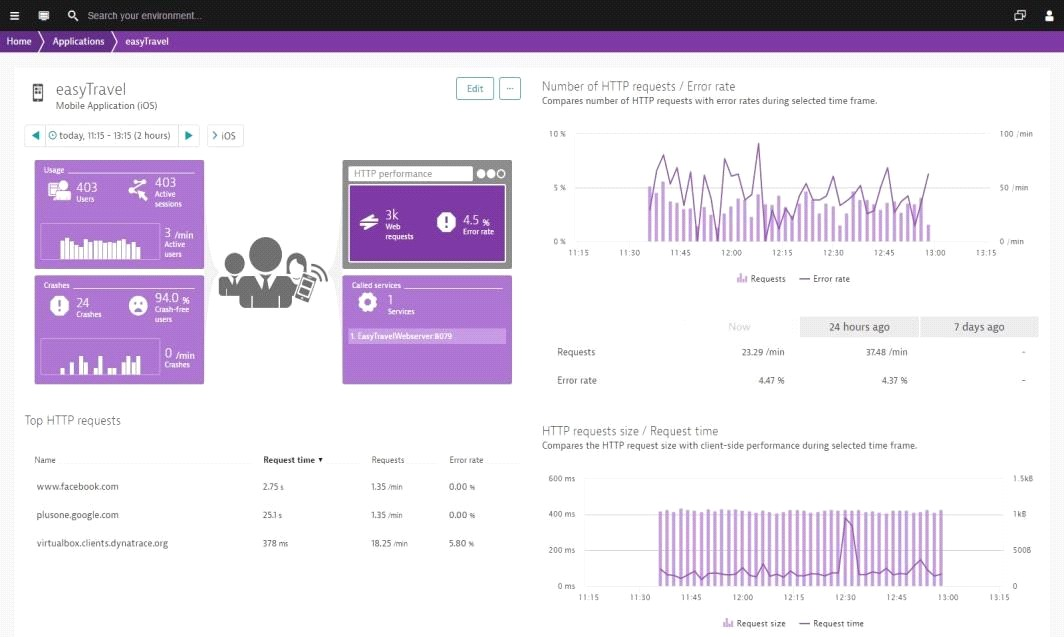 Search your environment...
Home
Applications
easyTravel
easyTravel
Mobile Application (iOS)
Edit
...
today, 11:15 - 13:15 (2 hours)
iOS
Usage
403
Users
403
Active
sessions
3 /min
Active
users
Crashes
24
Crashes
94.0 %
Crash-free
users
0 /min
Crashes
HTTP performance
3k
Web
requests
4.5 %
Error rate
Called services
1
Services
1. EasyTravelWebserver:8079
Top HTTP requests
Name
Request time ▼
Requests
Error rate
www.facebook.com
2.75 s
1.35 /min
0.00 %
plusone.google.com
2.51 s
1.35 /min
0.00 %
virtualbox.clients.dynatrace.org
378 ms
18.25 /min
5.80 %
Number of HTTP requests / Error rate
Compares number of HTTP requests with error rates during selected time frame.
10 %
100 /min
5 %
50 /min
0 %
0 /min
11:15
11:30
11:45
12:00
12:15
12:30
12:45
13:00
13:15
Requests
Error rate
Now
24 hours ago
7 days ago
Requests
23.29 /min
37.48 /min
-
Error rate
4.47 %
4.37 %
-
HTTP requests size / Request time
Compares the HTTP request size with client-side performance during selected time frame.
600 ms
1.5kB
400 ms
1kB
200 ms
500B
0 ms
0
11:15
11:30
11:45
12:00
12:15
12:30
12:45
13:00
13:15
Request size
Request time